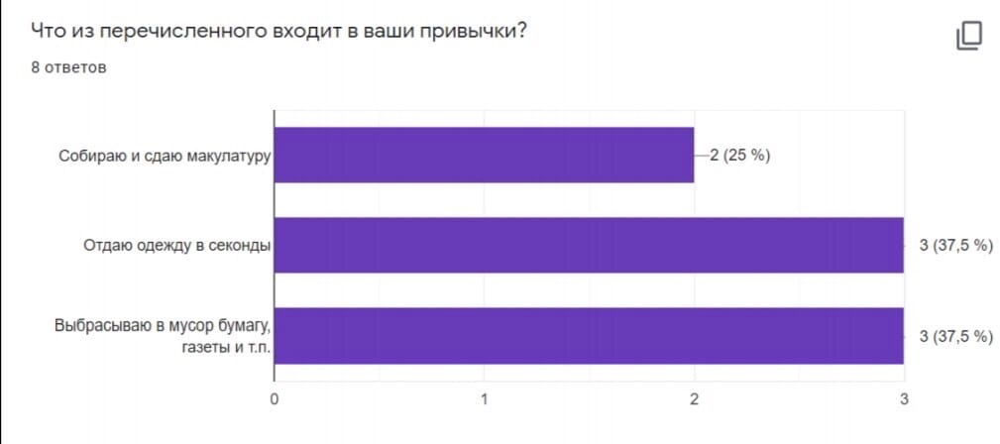 Что из перечисленного входит в ваши привычки?
8 ответов
Собираю и сдаю макулатуру
2 (25 %)
Отдаю одежду в секонды
3 (37,5 %)
Выбрасываю в мусор бумагу,
газеты и т.п.
3 (37,5 %)
0
1
2
3